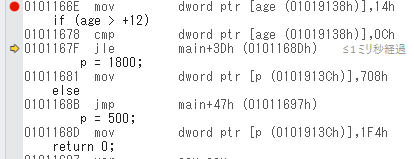 0101166E  mov         dword ptr [age (01019138h)],14h
if (age > +12)
01011678  cmp         dword ptr [age (01019138h)],0Ch
0101167F  jle         main+3Dh (0101168Dh)  ≤1ミリ秒経過
p = 1800;
01011681  mov         dword ptr [p (0101913Ch)],708h
else
0101168B  jmp         main+47h (01011697h)
p = 500;
0101168D  mov         dword ptr [p (0101913Ch)],1F4h
return 0;